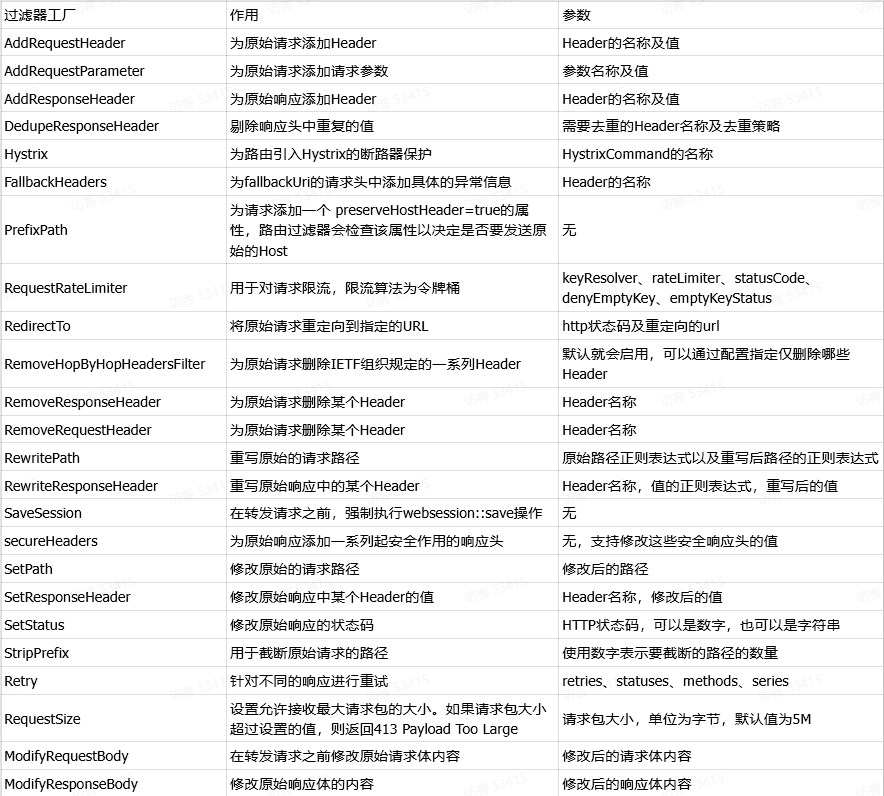 过滤器工厂 作用 参数
AddRequestHeader 为原始请求添加Header Header的名称及值
AddRequestParameter 为原始请求添加请求参数 参数名称及值
AddResponseHeader 为原始响应添加Header Header的名称及值
DedupeResponseHeader 剔除响应头中重复的值 需要去重的Header名称及去重策略
Hystrix 为路由引入Hystrix的断路器保护 HystrixCommand的名称
FallbackHeaders 为fallbackUri的请求头中添加具体的异常信息 Header的名称
PrefixPath
为请求添加一个 preserveHostHeader=true的属
性，路由过滤器会检查该属性以决定是否要发送原
始的Host
无
RequestRateLimiter 用于对请求限流，限流算法为令牌桶
keyResolver、rateLimiter、statusCode、
denyEmptyKey、emptyKeyStatus
RedirectTo 将原始请求重定向到指定的URL http状态码及重定向的url
RemoveHopByHopHeadersFilter 为原始请求删除IETF组织规定的一系列Header
默认就会启用，可以通过配置指定仅删除哪些
Header
RemoveResponseHeader 为原始请求删除某个Header Header名称
RemoveRequestHeader 为原始请求删除某个Header Header名称
RewritePath 重写原始的请求路径 原始路径正则表达式以及重写后路径的正则表达式
RewriteResponseHeader 重写原始响应中的某个Header Header名称，值的正则表达式，重写后的值
SaveSession 在转发请求之前，强制执行websession::save操作 无
secureHeaders 为原始响应添加一系列起安全作用的响应头 无，支持修改这些安全响应头的值
SetPath 修改原始的请求路径 修改后的路径
SetResponseHeader 修改原始响应中某个Header的值 Header名称，修改后的值
SetStatus 修改原始响应的状态码 HTTP状态码，可以是数字，也可以是字符串
StripPrefix 用于截断原始请求的路径 使用数字表示要截断的路径的数量
Retry 针对不同的响应进行重试 retries、statuses、methods、series
RequestSize
设置允许接收最大请求包的大小。如果请求包大小
超过设置的值，则返回413 Payload Too Large
请求包大小，单位为字节，默认值为5M
ModifyRequestBody 在转发请求之前修改原始请求体内容 修改后的请求体内容
ModifyResponseBody 修改原始响应体的内容 修改后的响应体内容